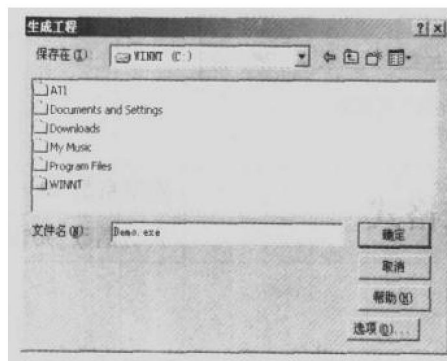 生成工程
保存在(I): WINNT (C:)
ATI
Documents and Settings
Downloads
My Music
Program Files
WINNT
文件名(N): Demo.exe
确定
取消
帮助(H)
选项(O)...